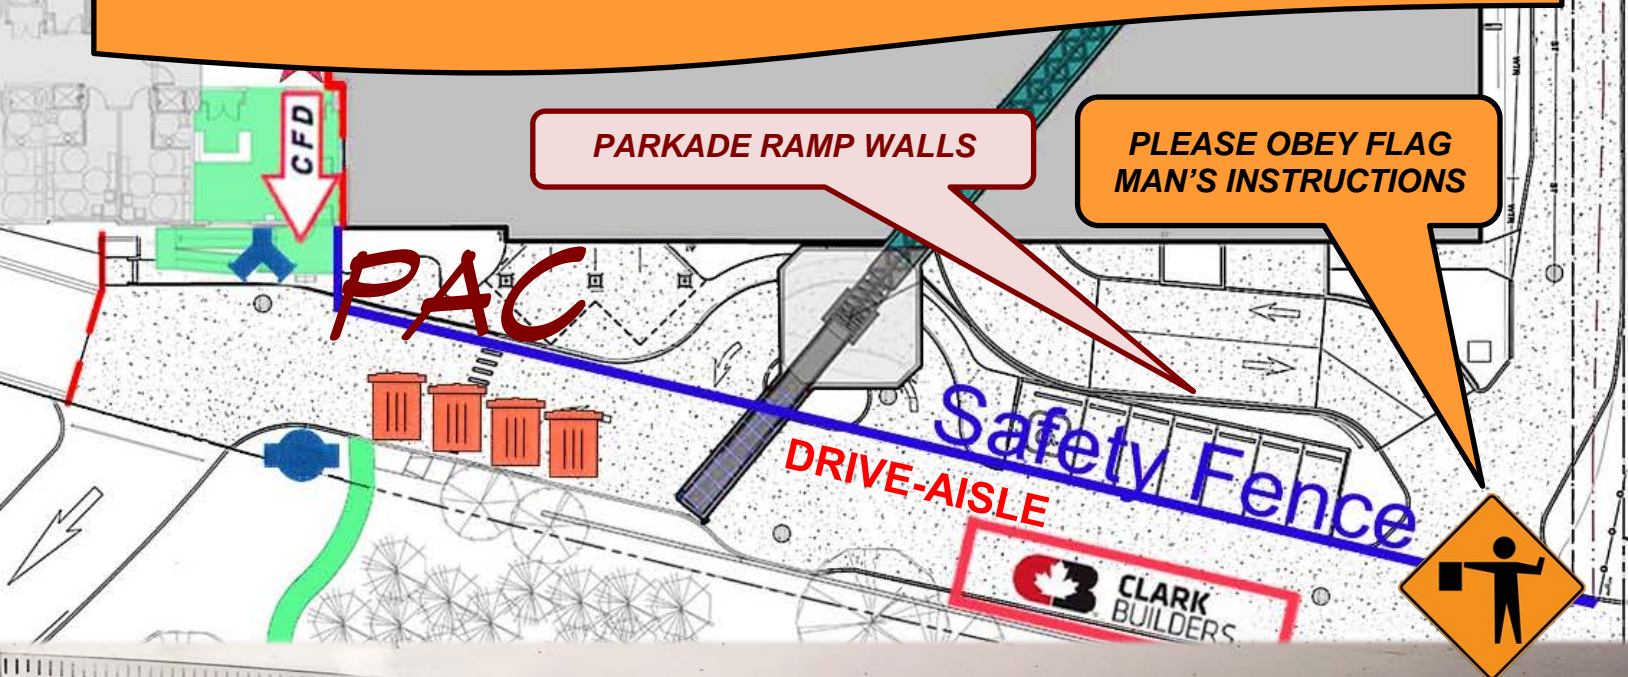 CFD
PARKADE RAMP WALLS
PLEASE OBEY FLAG
MAN'S INSTRUCTIONS
PAC
Safety Fence
DRIVE-AISLE
CLARK
BUILDERS